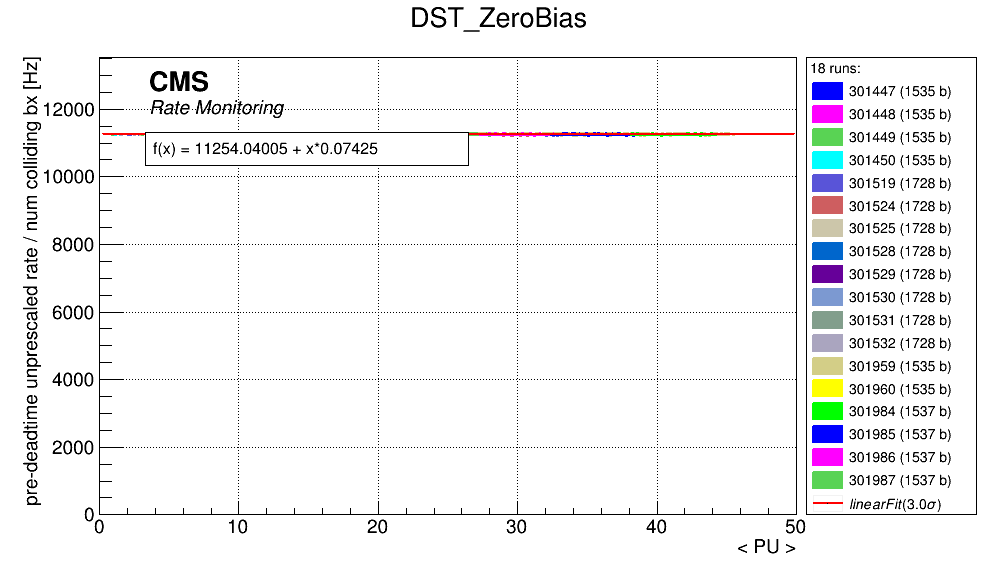 DST_ZeroBias
pre-deadtime unprescaled rate / num colliding bx [Hz]
CMS
Rate Monitoring
f(x) = 11254.04005 + x*0.07425
12000
10000
8000
6000
4000
2000
0
0 10 20 30 40 50
< PU >
18 runs:
301447 (1535 b)
301448 (1535 b)
301449 (1535 b)
301450 (1535 b)
301519 (1728 b)
301524 (1728 b)
301525 (1728 b)
301528 (1728 b)
301529 (1728 b)
301530 (1728 b)
301531 (1728 b)
301532 (1728 b)
301959 (1535 b)
301960 (1535 b)
301984 (1537 b)
301985 (1537 b)
301986 (1537 b)
301987 (1537 b)
linearFit(3.0σ)